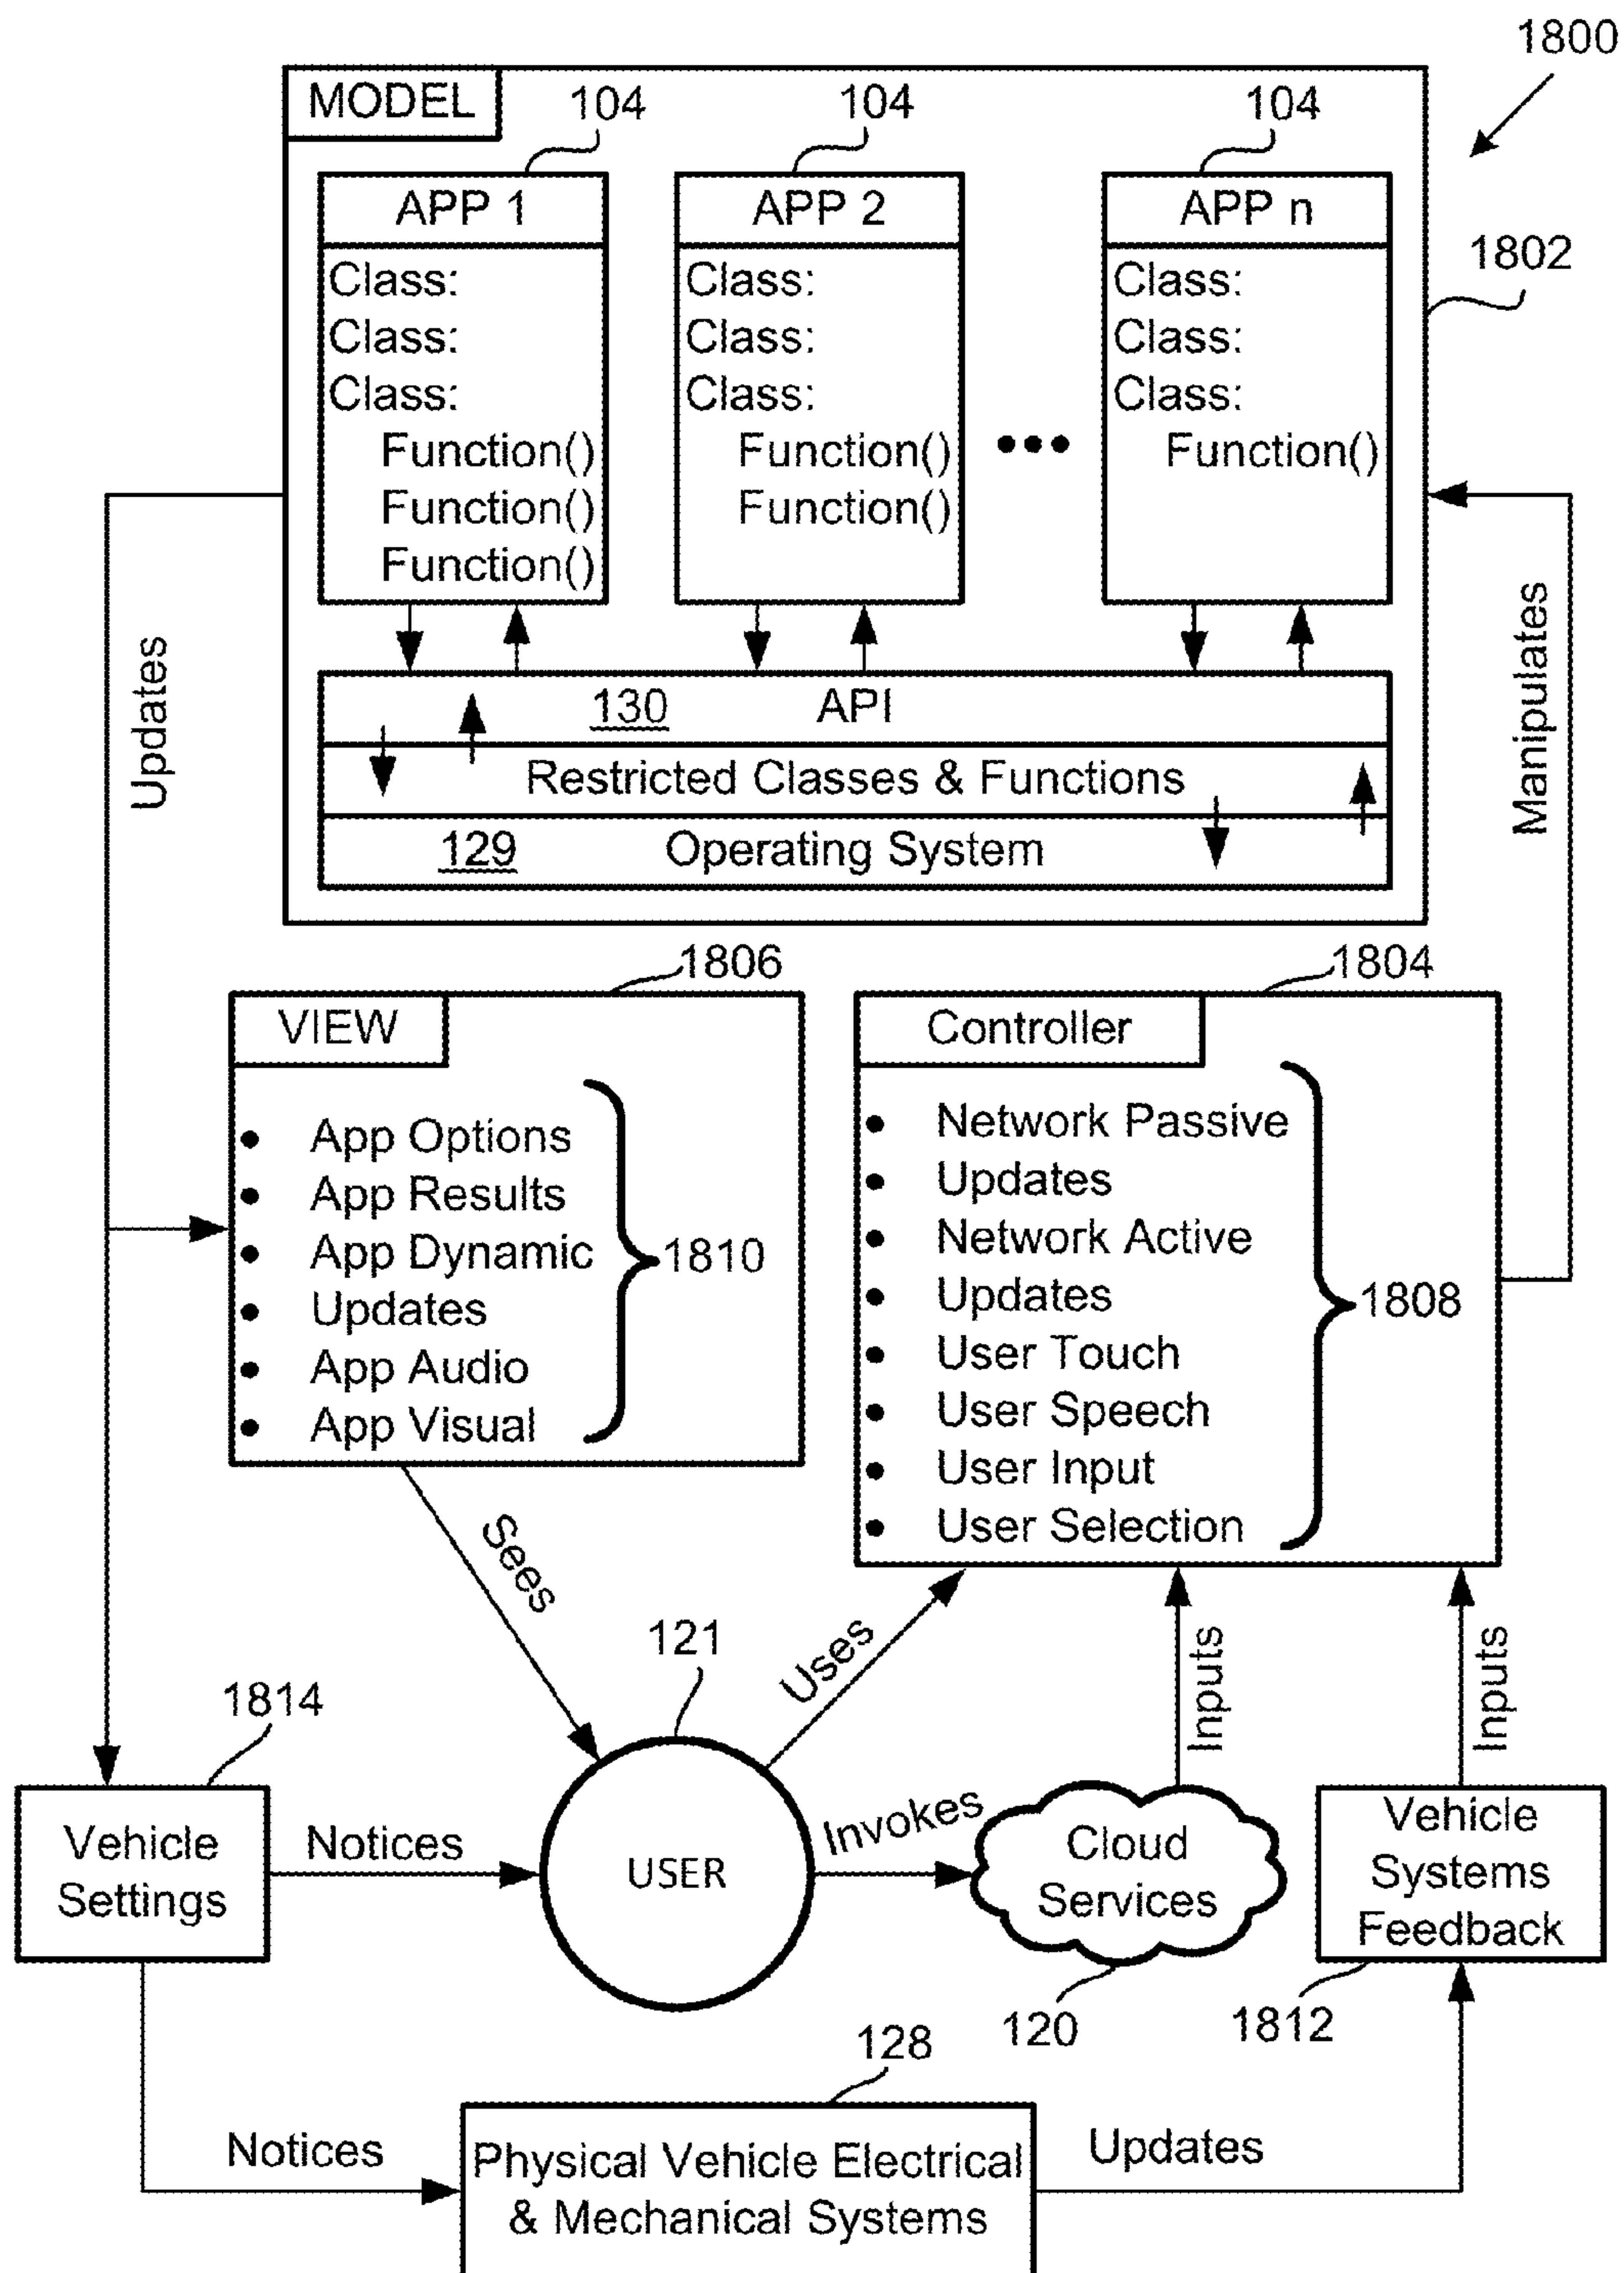 1800
MODEL
104
104
104
APP 1
APP 2
APP n
1802
Class:
Class:
Class:
Function()
Function()
Function()
Class:
Class:
Class:
Function()
Function()
•••
Class:
Class:
Class:
Function()
Updates
Manipulates
130 API
Restricted Classes & Functions
129 Operating System
1806
VIEW
• App Options
• App Results
• App Dynamic
• Updates
• App Audio
• App Visual
1810
1804
Controller
• Network Passive
• Updates
• Network Active
• Updates
• User Touch
• User Speech
• User Input
• User Selection
1808
Sees
Uses
Inputs
Inputs
121
1814
Vehicle
Settings
Notices
USER
Invokes
Cloud
Services
Vehicle
Systems
Feedback
120
1812
128
Notices
Physical Vehicle Electrical
& Mechanical Systems
Updates